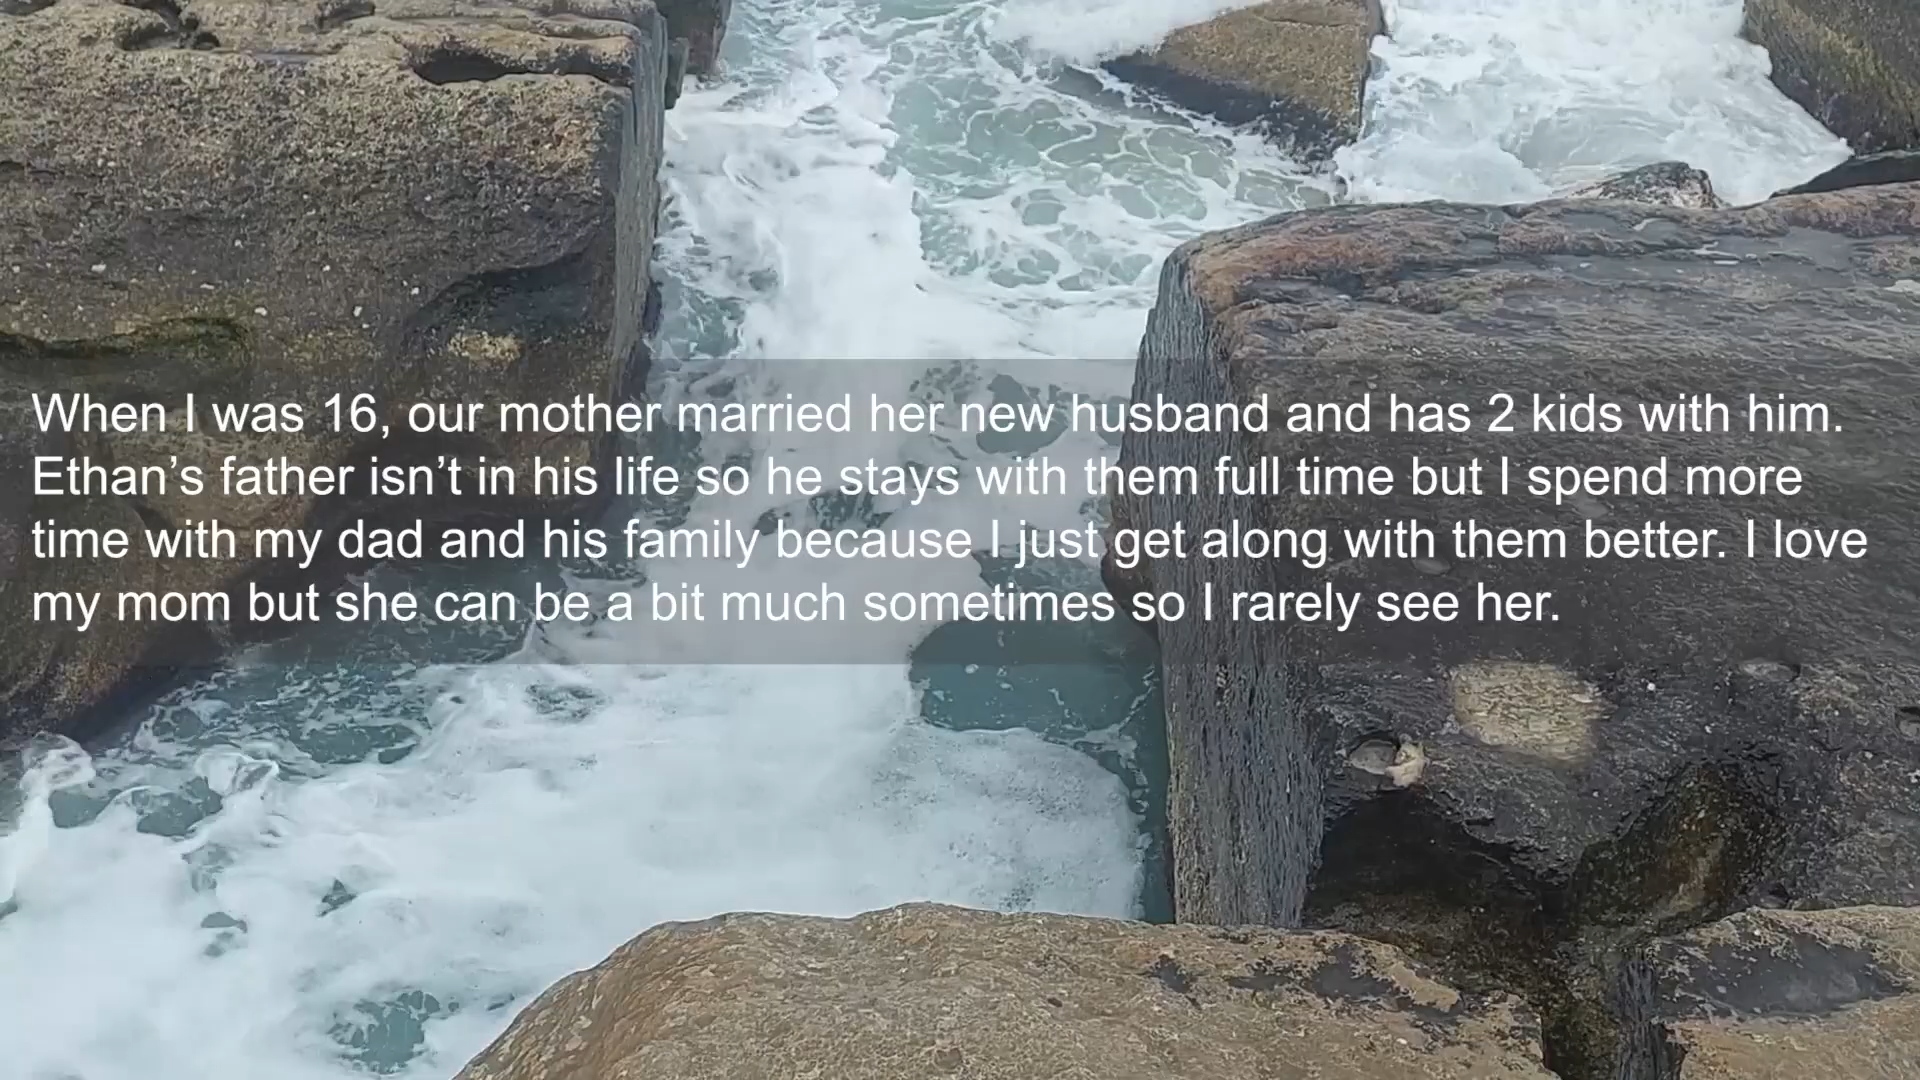 When I was 16, our mother married her new husband and has 2 kids with him.
Ethan’s father isn’t in his life so he stays with them full time but I spend more
time with my dad and his family because I just get along with them better. I love
my mom but she can be a bit much sometimes so I rarely see her.